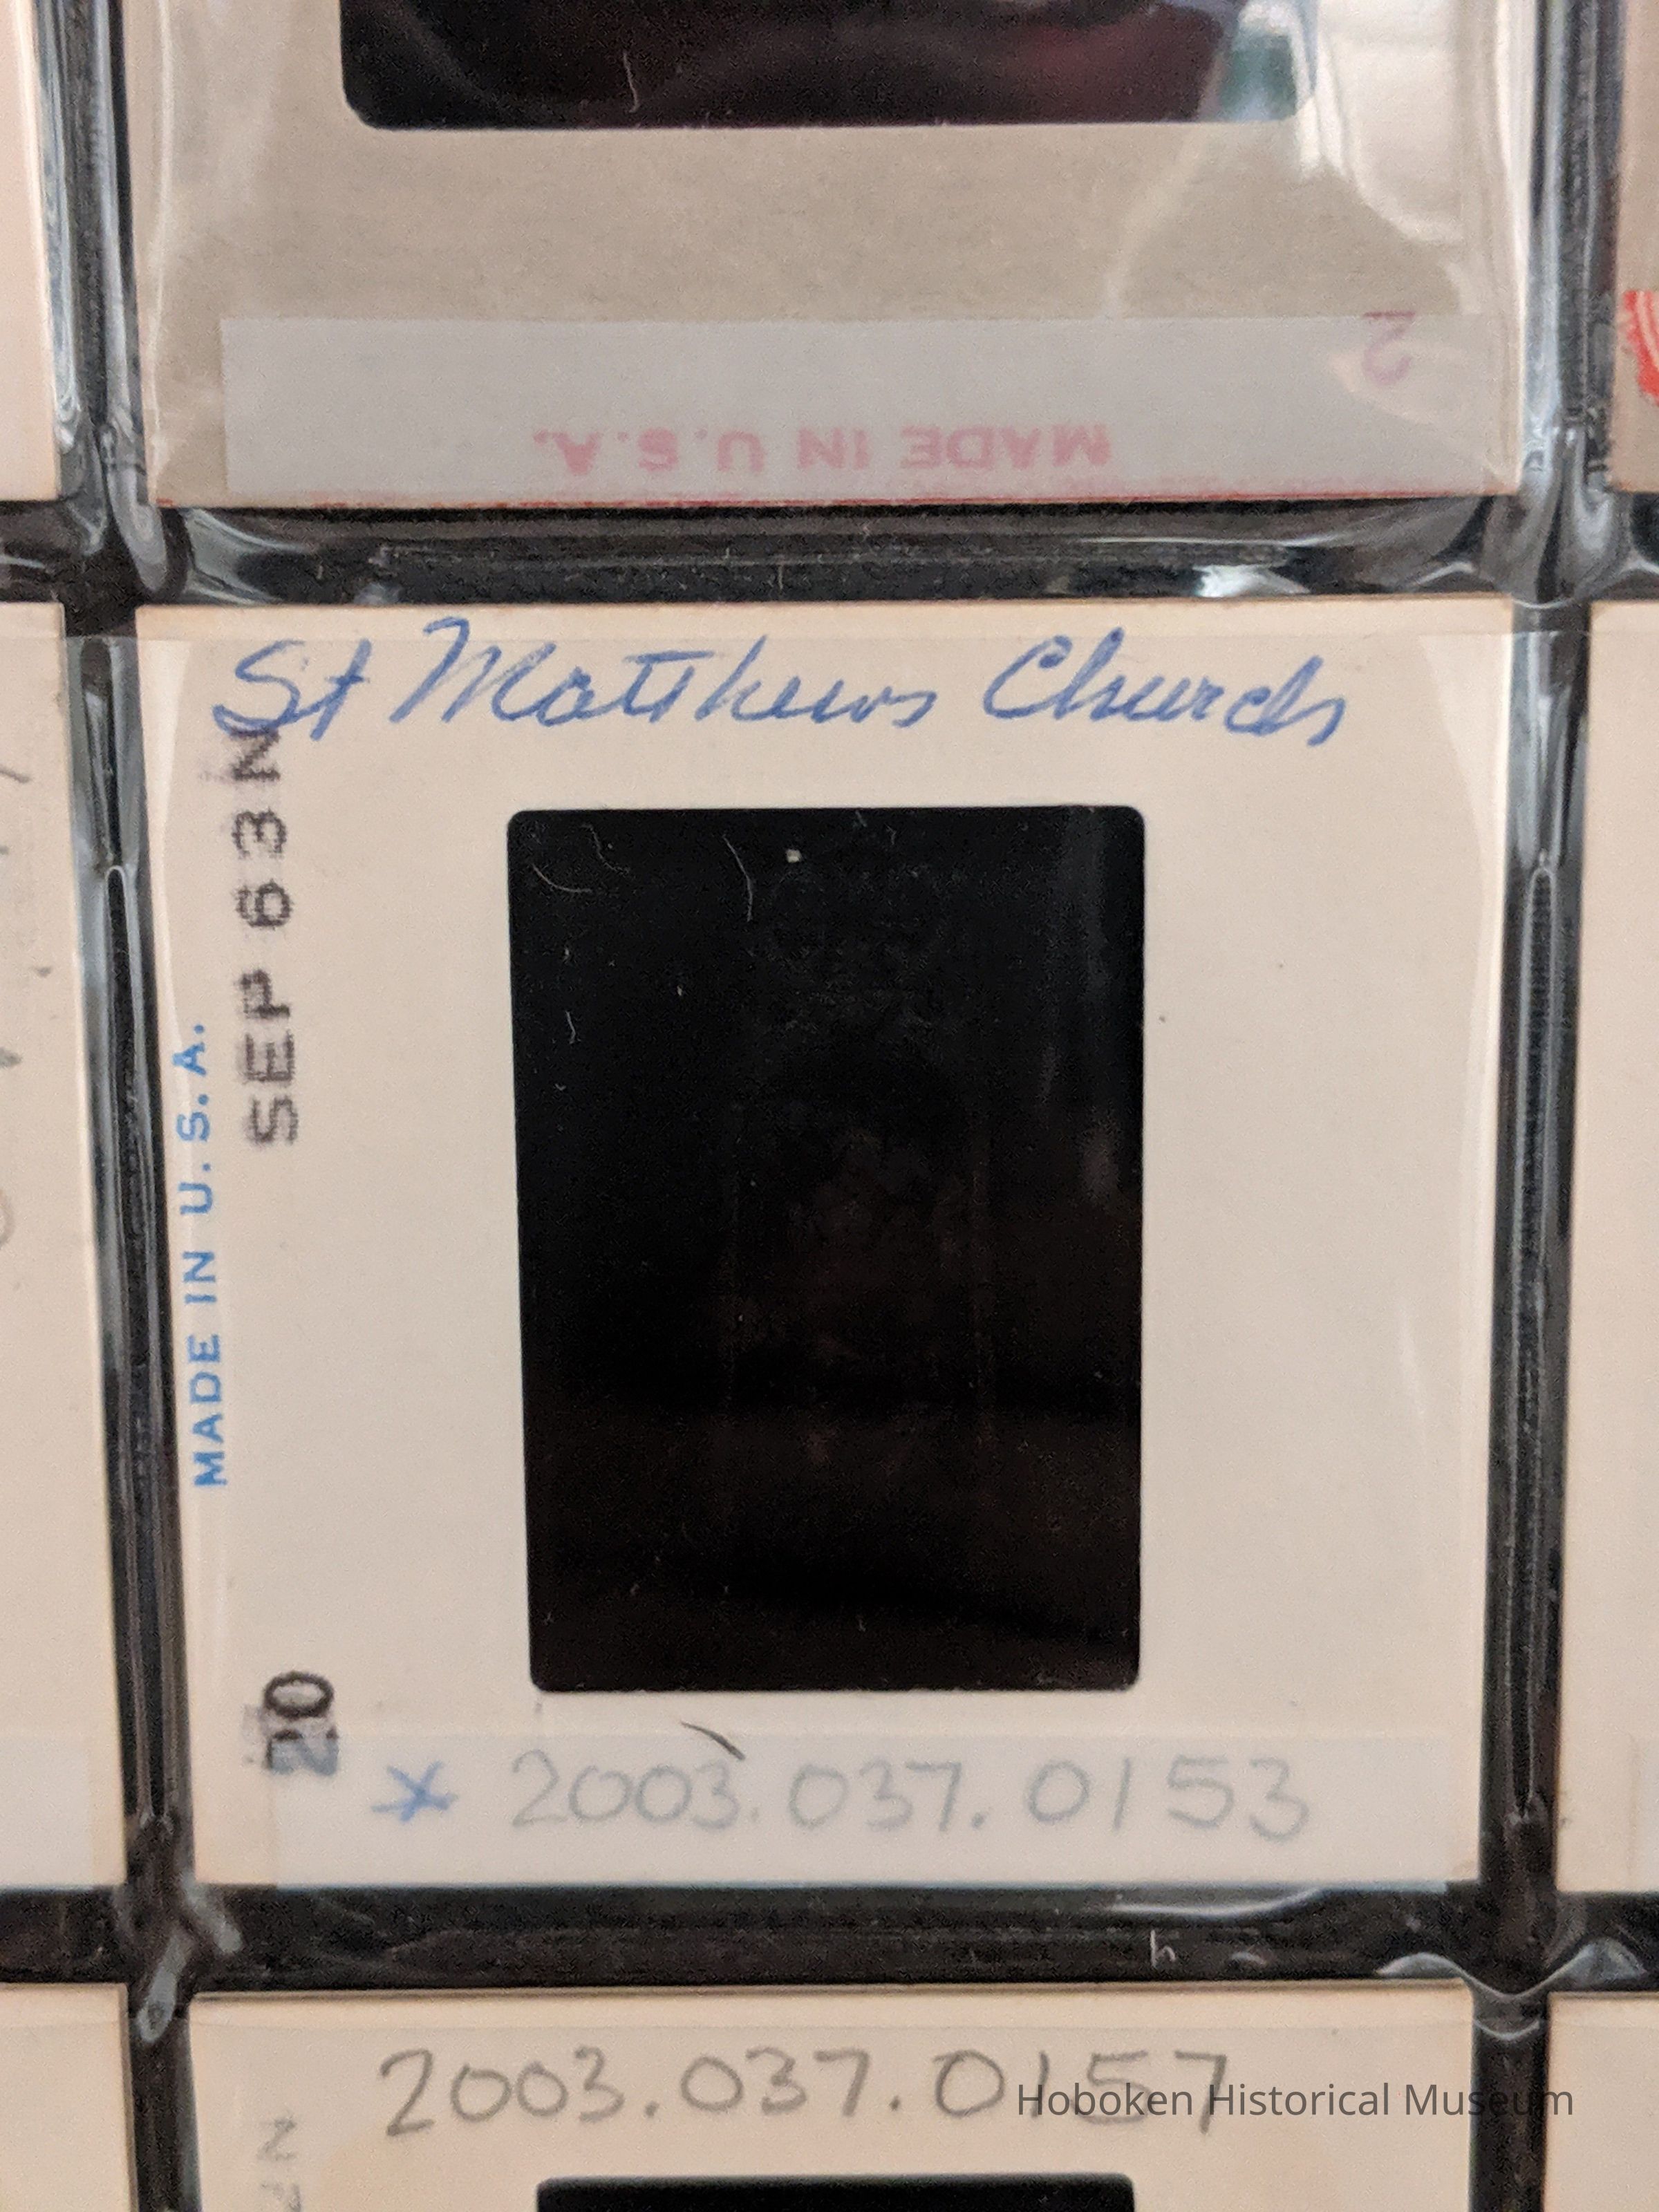 2
MADE IN U.S.A.
St Matthews Church
SEP 63N
MADE IN U.S.A.
20
* 2003.037.0153
2003.037.0157
Hoboken Historical Museum